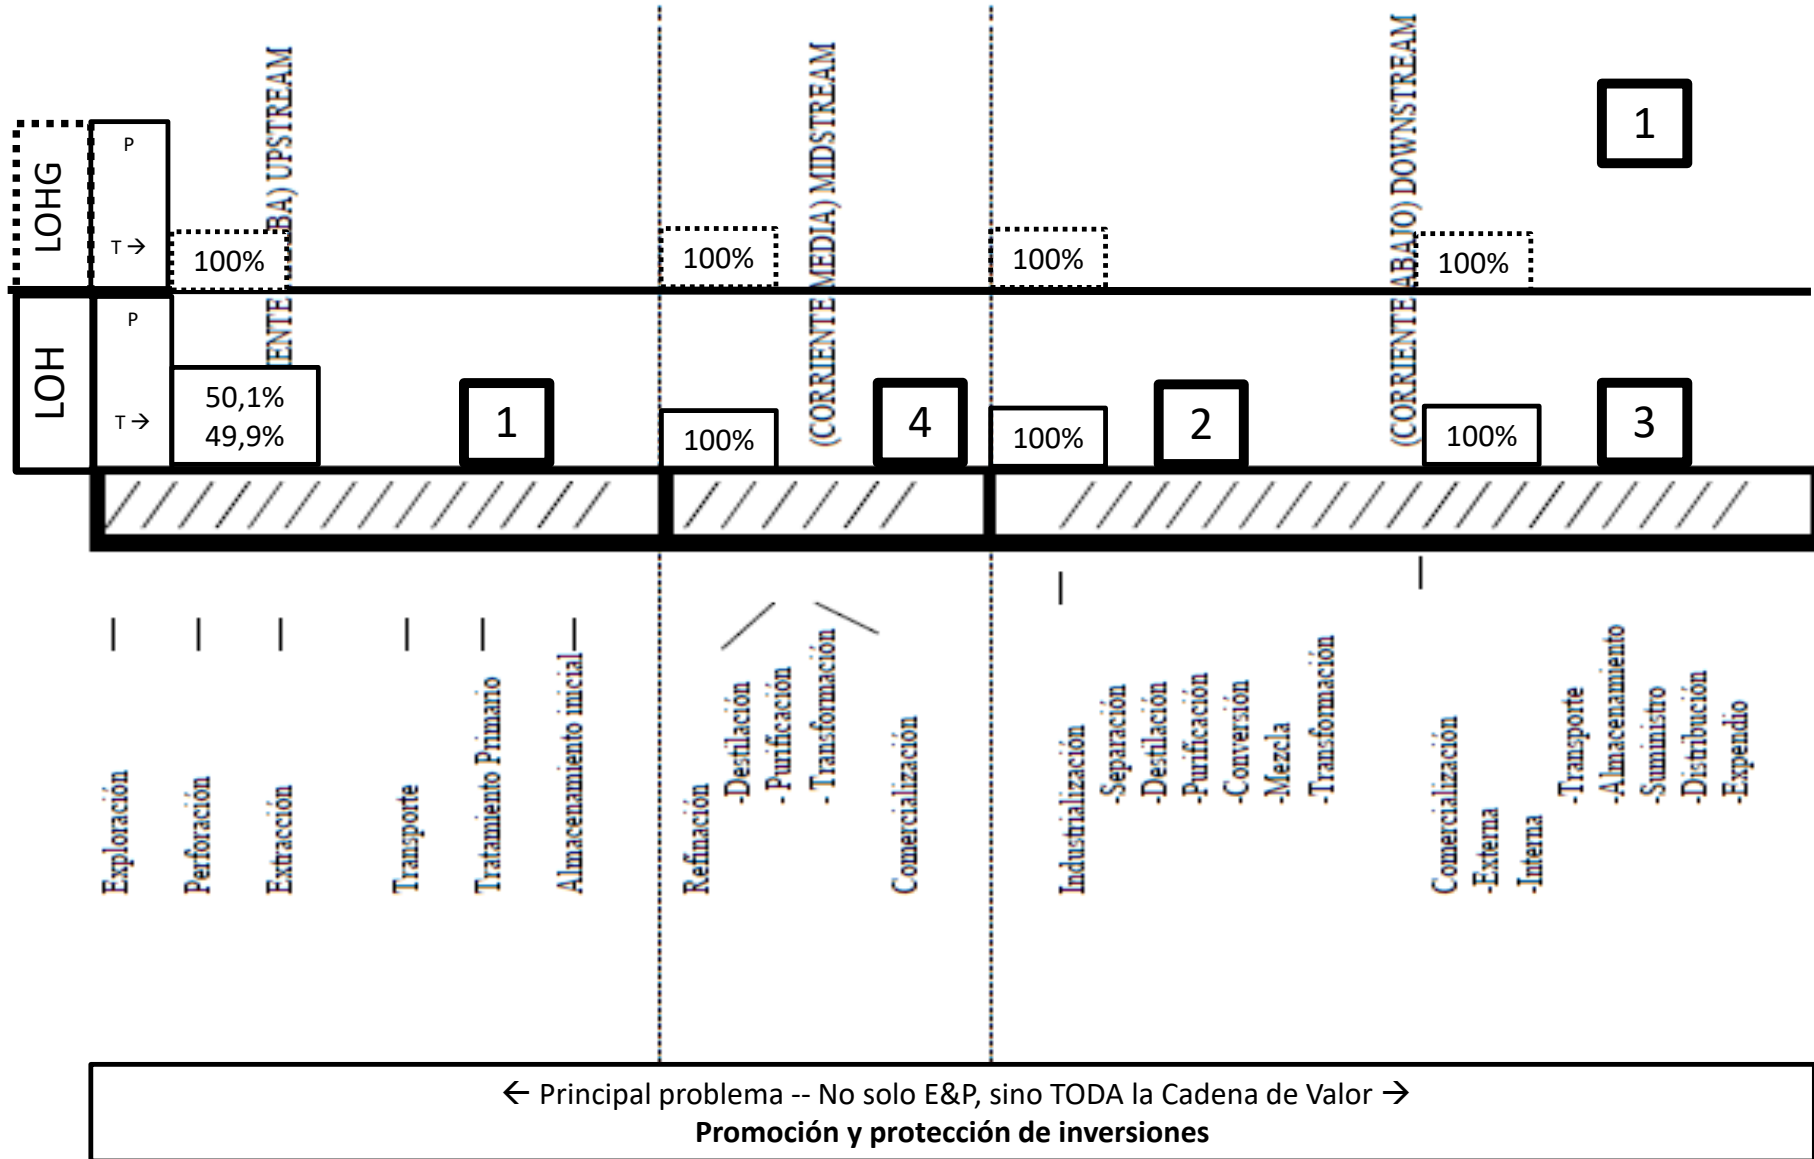 (CORRIENTE MEDIA) MIDSTREAM
(CORRIENTE ABAJO) DOWNSTREAM
IENTE
BA) UPSTREAM
1
LOHG
P
T →
100%
100%
100%
100%
LOH
P
T →
50,1%
49,9%
1
100%
4
100%
2
100%
3
Exploración
Perforación
Extracción
Transporte
Tratamiento Primario
Almacenamiento inicial
Refinación
-Destilación
- Purificación
- Transformación
Comercialización
Industrialización
-Separación
-Destilación
-Purificación
-Conversión
-Mezcla
-Transformación
Comercialización
-Externa
-Interna
-Transporte
-Almacenamiento
-Suministro
-Distribución
-Expendio
← Principal problema -- No solo E&P, sino TODA la Cadena de Valor →
Promoción y protección de inversiones